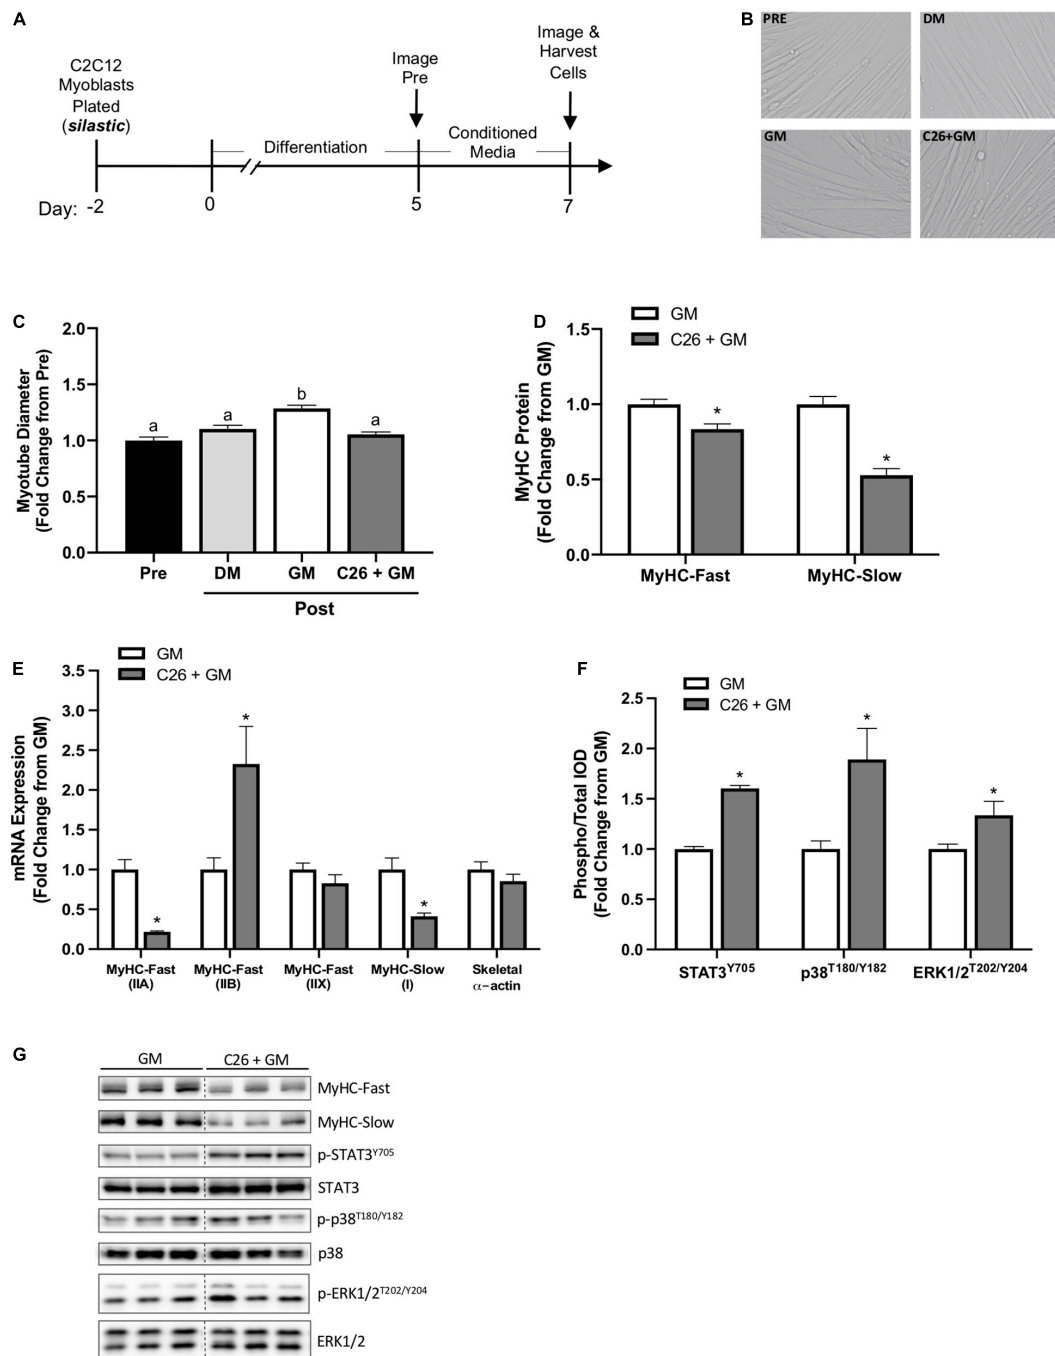 A
C2C12
Myoblasts
Plated
(silastic)
Image
Pre
Image &
Harvest
Cells
Differentiation
Conditioned
Media
Day: -2 0 5 7
B
PRE
DM
GM
C26+GM
C
Myotube Diameter
(Fold Change from Pre)
2.0
1.5
1.0
0.5
0.0
a
a
b
a
Pre DM GM C26 + GM
Post
D
GM
C26 + GM
MyHC Protein
(Fold Change from GM)
1.5
1.0
0.5
0.0
*
*
MyHC-Fast MyHC-Slow
E
GM
C26 + GM
mRNA Expression
(Fold Change from GM)
3.5
3.0
2.5
2.0
1.5
1.0
0.5
0.0
*
*
*
MyHC-Fast MyHC-Fast MyHC-Fast MyHC-Slow Skeletal
(IIA) (IIB) (IIX) (I) α−actin
F
GM
C26 + GM
Phospho/Total IOD
(Fold Change from GM)
2.5
2.0
1.5
1.0
0.5
0.0
*
*
*
STAT3Y705 p38T180/Y182 ERK1/2T202/Y204
G
GM C26 + GM
MyHC-Fast
MyHC-Slow
p-STAT3Y705
STAT3
p-p38T180/Y182
p38
p-ERK1/2T202/Y204
ERK1/2